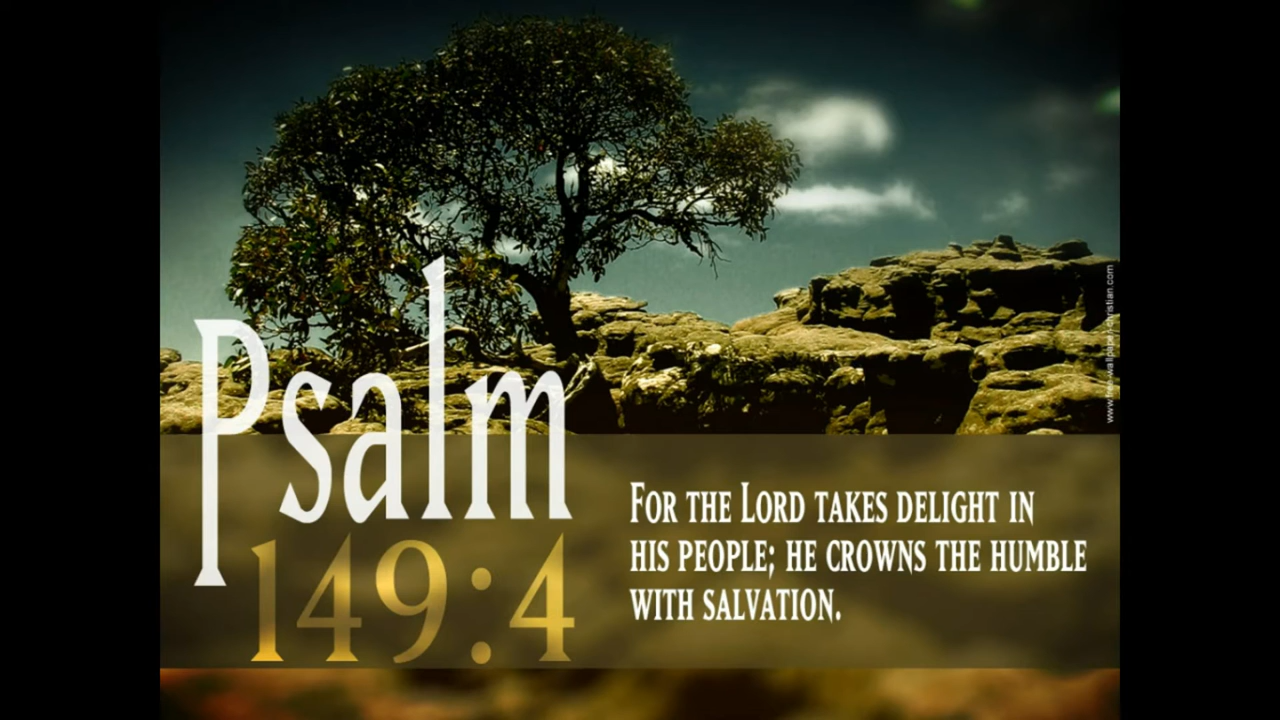 Psalm
149:4
For the Lord takes delight in
his people; he crowns the humble
with salvation.